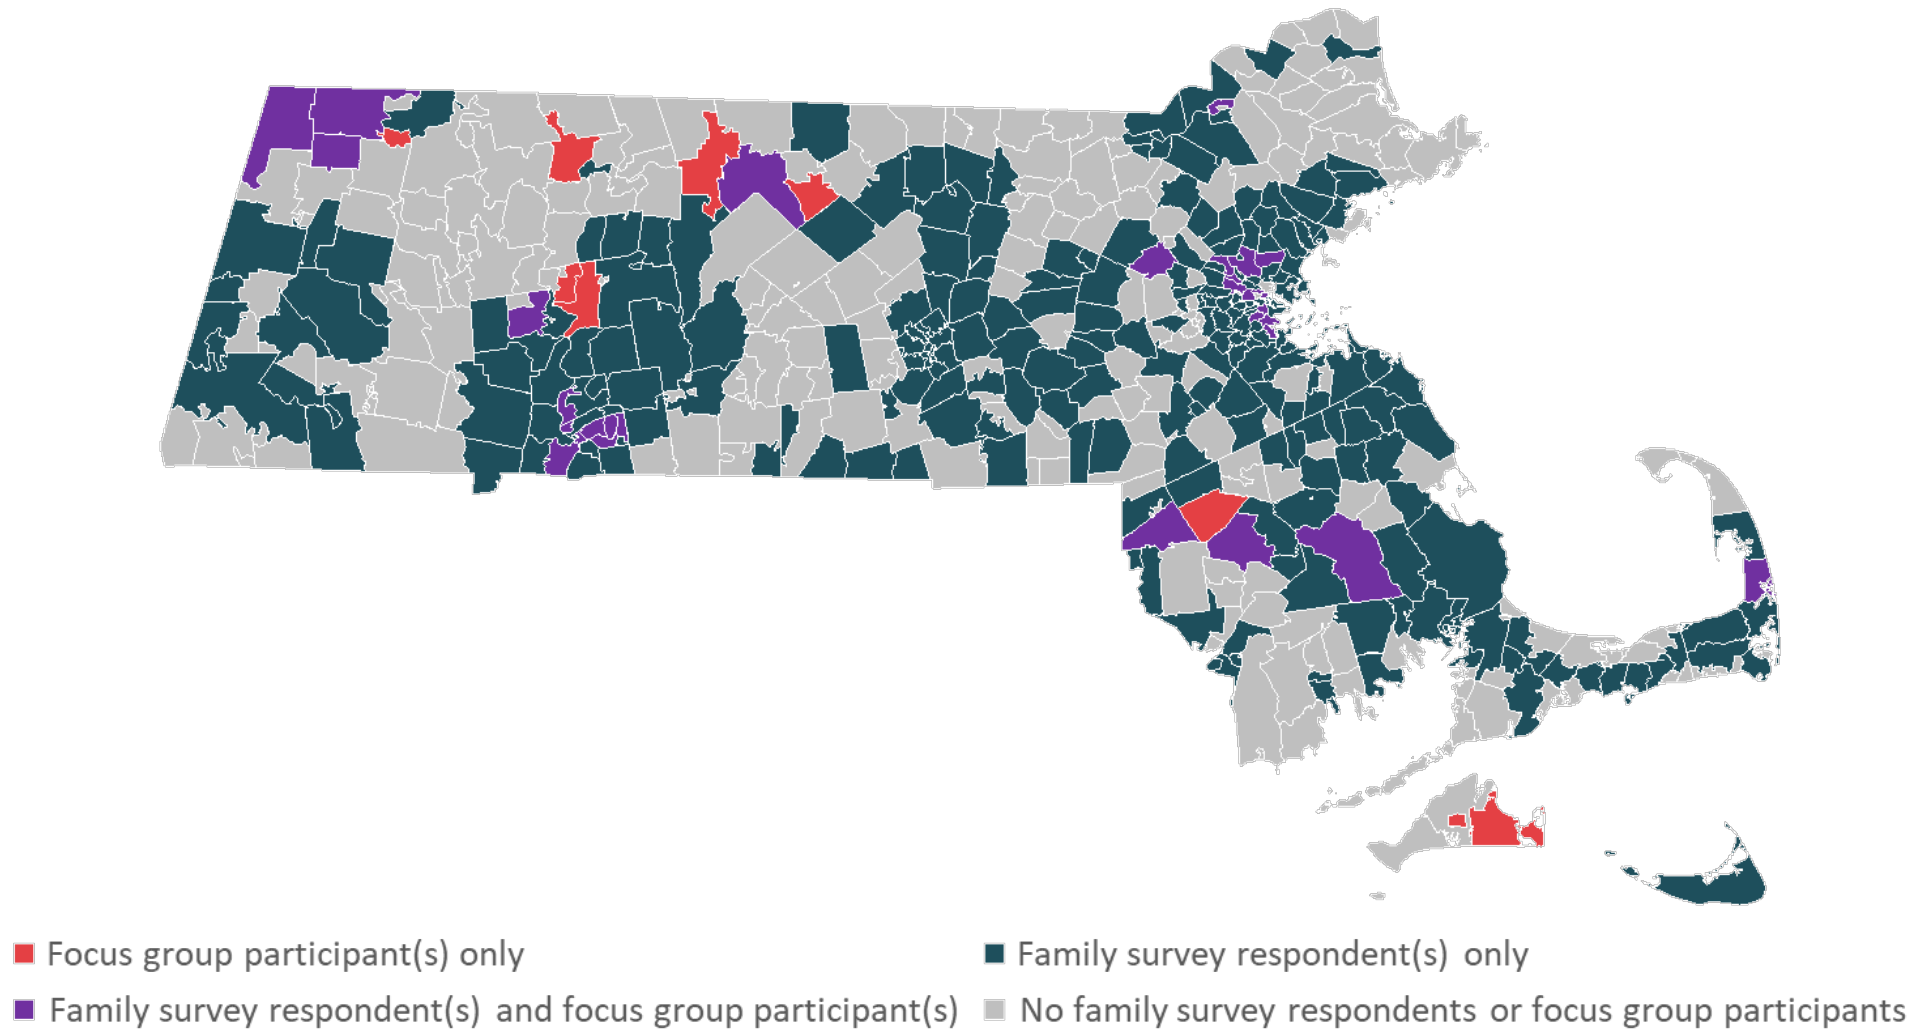 Focus group participant(s) only
Family survey respondent(s) only
Family survey respondent(s) and focus group participant(s)
No family survey respondents or focus group participants